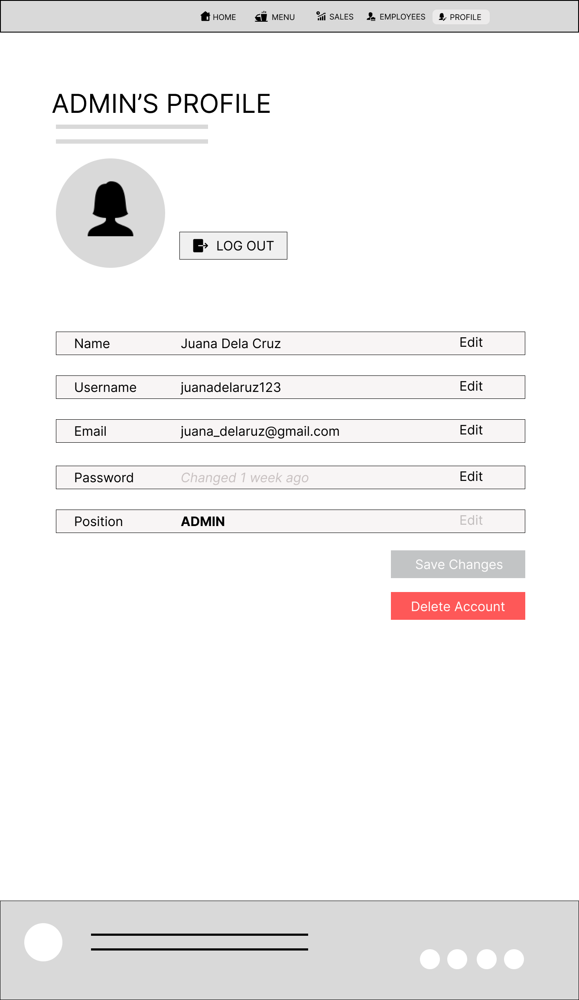 HOME MENU SALES EMPLOYEES PROFILE
ADMIN’S PROFILE
LOG OUT
Name Juana Dela Cruz Edit
Username juanadelaruz123 Edit
Email juana_delaruz@gmail.com Edit
Password Changed 1 week ago Edit
Position ADMIN Edit
Save Changes
Delete Account